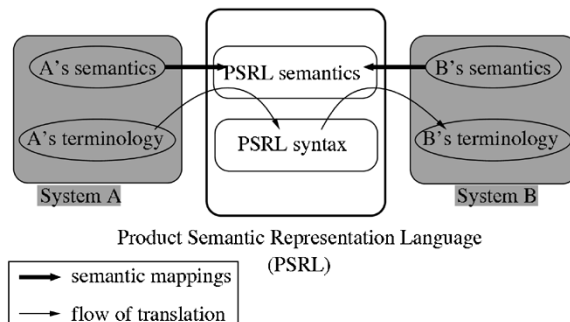 A's semantics
PSRL semantics
B's semantics
A's terminology
PSRL syntax
B's terminology
System A
System B
Product Semantic Representation Language
(PSRL)
semantic mappings
flow of translation